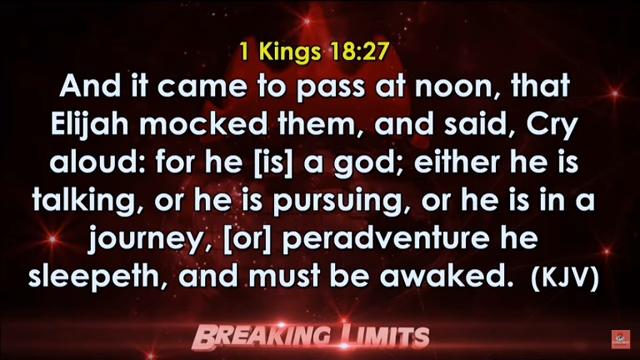 1 Kings 18:27
And it came to pass at noon, that
Elijah mocked them, and said, Cry
aloud: for he [is] a god; either he is
talking, or he is pursuing, or he is in a
journey, [or] peradventure he
sleepeth, and must be awaked. (KJV)
BREAKING LIMITS